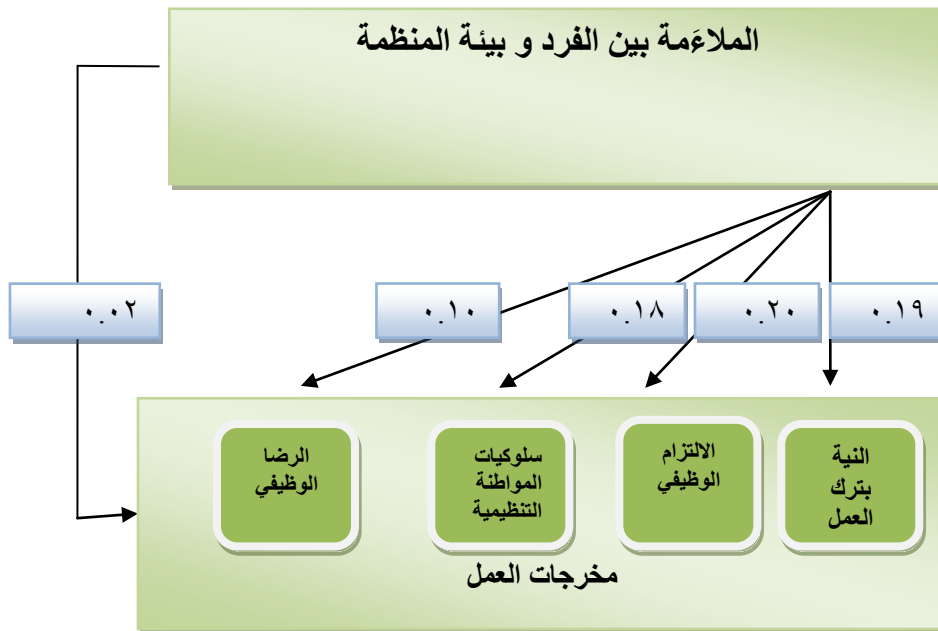 الملاءَمة بين الفرد و بيئة المنظمة
٠.١٩
٠.٢٠
٠.١٨
٠.١٠
٠.٠٢
النية
بترك
العمل
الالتزام
الوظيفي
سلوكيات
المواطنة
التنظيمية
الرضا
الوظيفي
مخرجات العمل